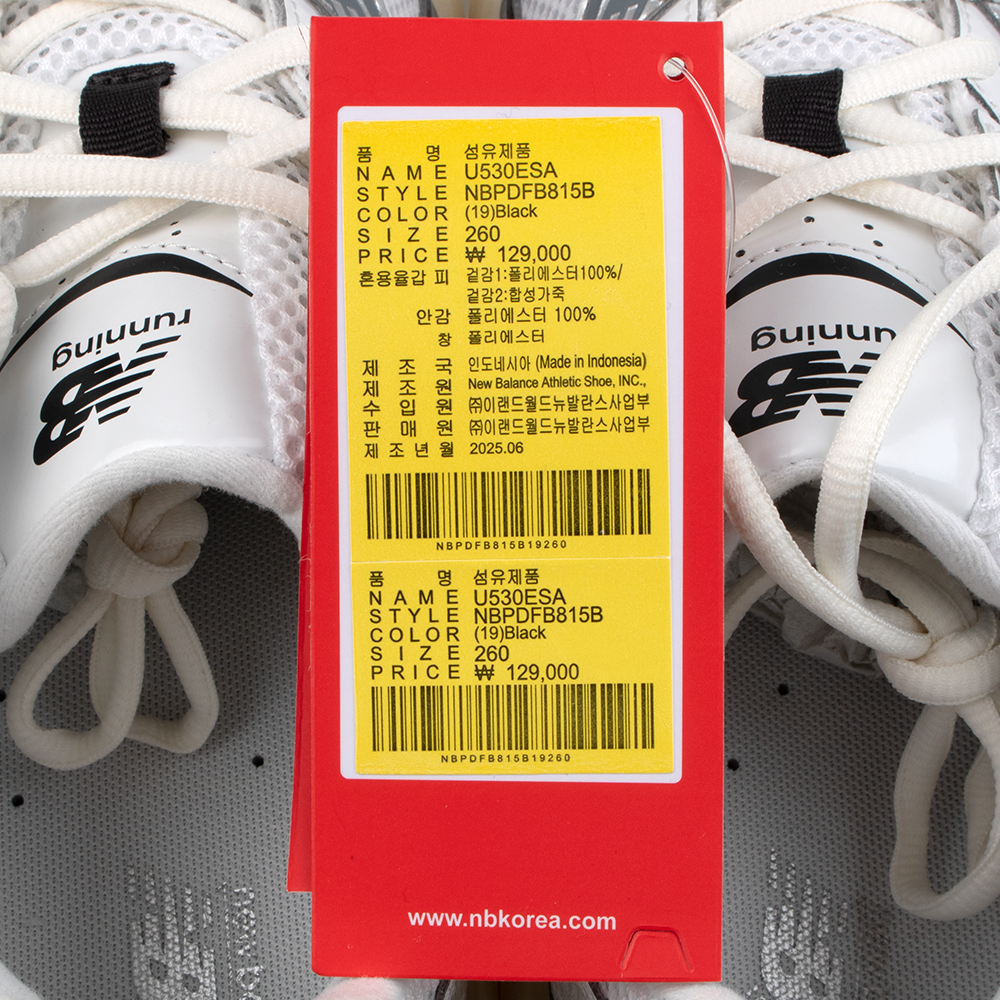 품 명 섬유제품
NAME U530ESA
STYLE NBPDFB815B
COLOR (19)Black
SIZE 260
PRICE ₩ 129,000
혼용율갑 피 겉감1:폴리에스터100%/
겉감2:합성가죽
안감 폴리에스터 100%
창 폴리에스터
제 조 국 인도네시아 (Made in Indonesia)
제 조 원 New Balance Athletic Shoe, INC.,
수 입 원 ㈜이랜드월드뉴발란스사업부
판 매 원 ㈜이랜드월드뉴발란스사업부
제 조 년 월 2025.06
NBPDFB815B19260
품 명 섬유제품
NAME U530ESA
STYLE NBPDFB815B
COLOR (19)Black
SIZE 260
PRICE ₩ 129,000
NBPDFB815B19260
www.nbkorea.com
running
NB
running
NB